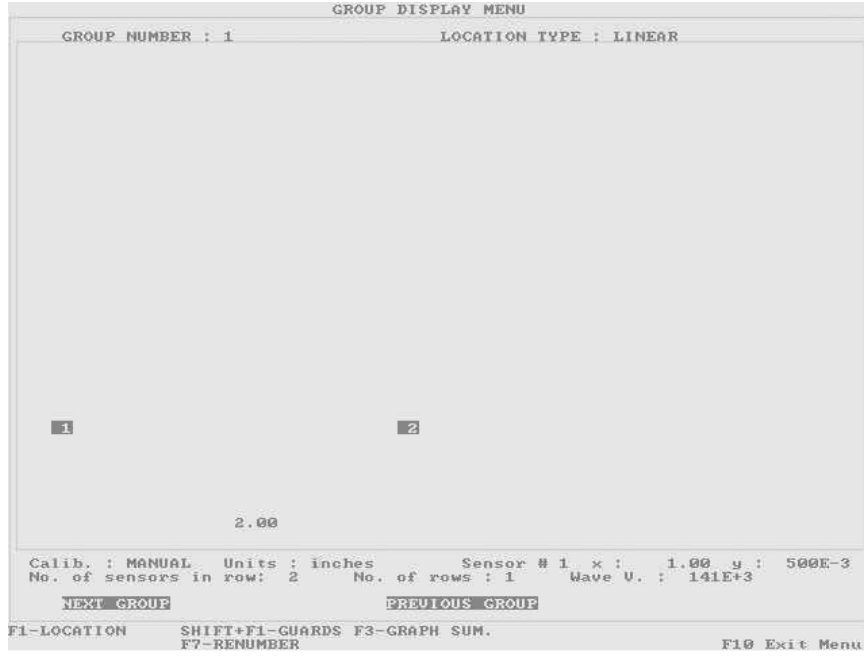 GROUP DISPLAY MENU
GROUP NUMBER : 1 LOCATION TYPE : LINEAR
1 2
2.00
Calib. : MANUAL Units : inches Sensor # 1 x : 1.00 y : 500E-3
No. of sensors in row: 2 No. of rows : 1 Wave V. : 141E+3
NEXT GROUP PREVIOUS GROUP
F1-LOCATION SHIFT+F1-GUARDS F3-GRAPH SUM.
F7-RENUMBER F10 Exit Menu